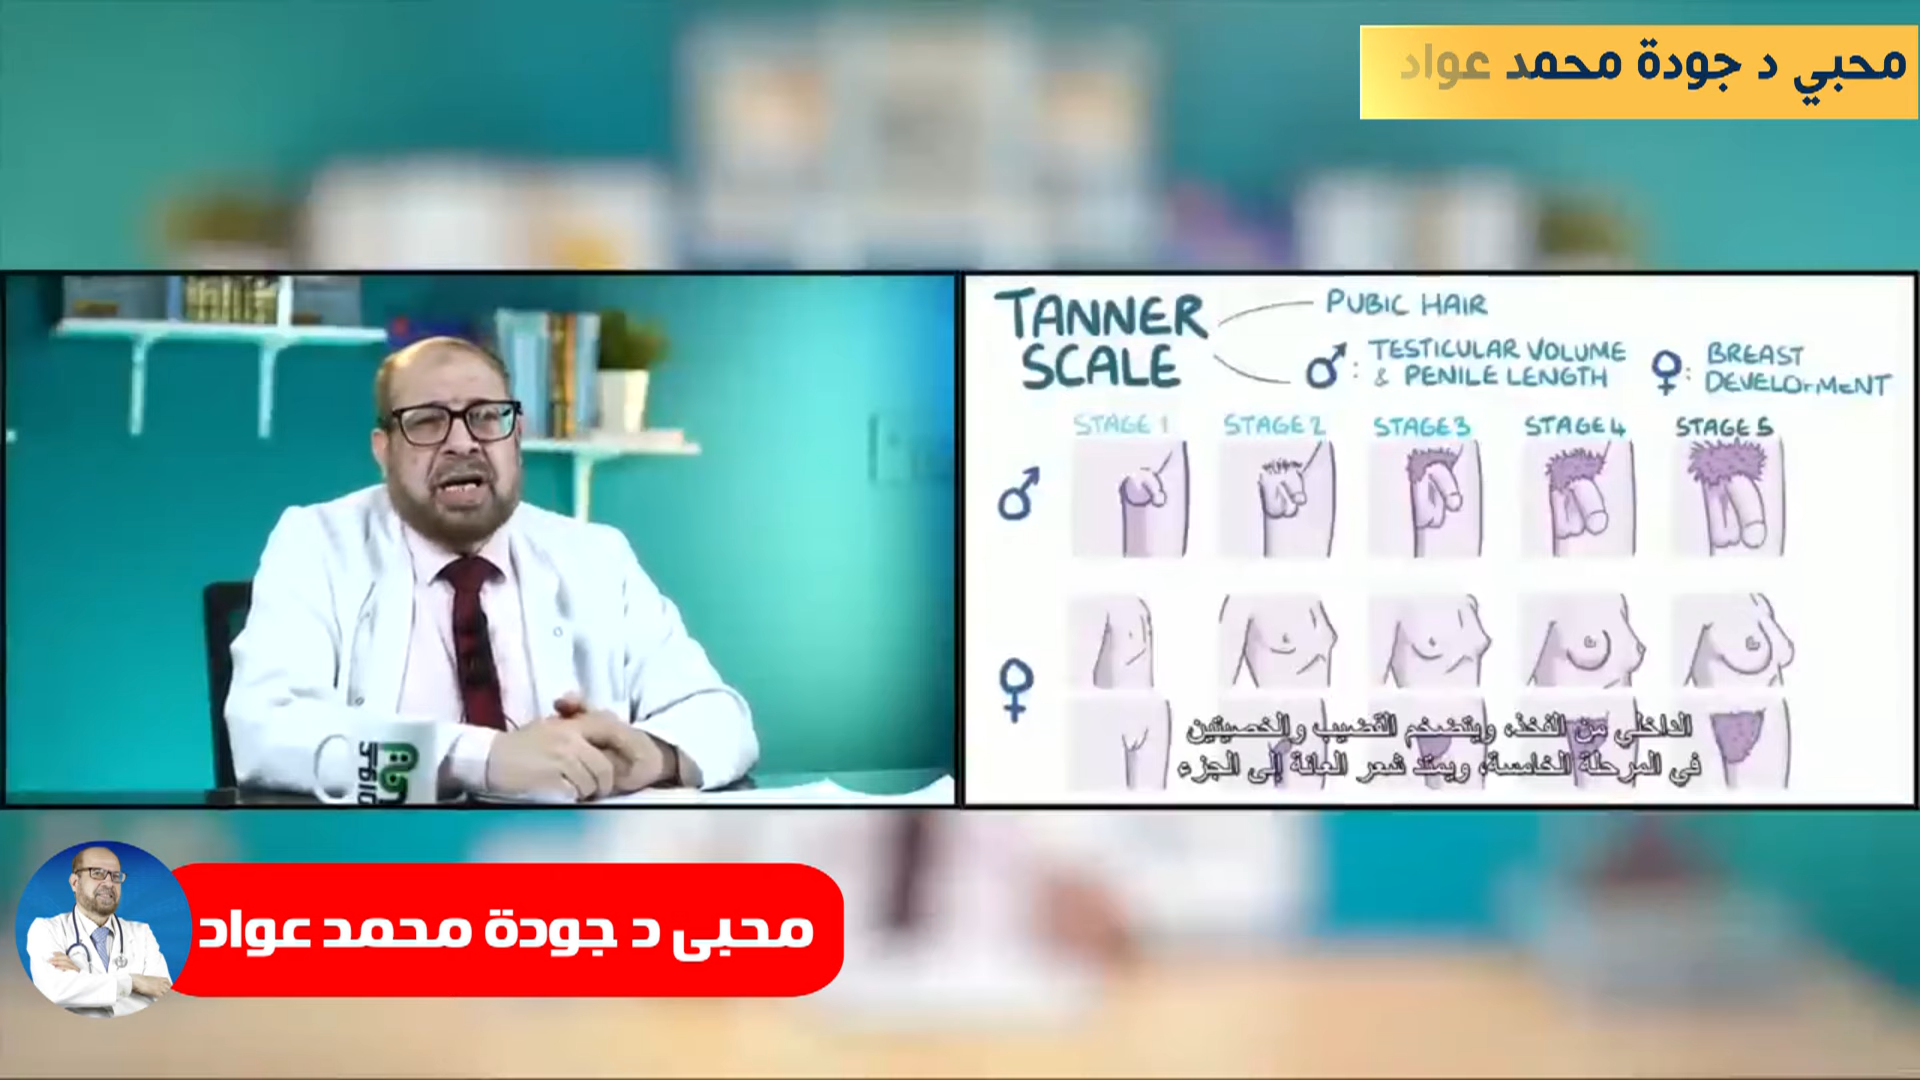 محبي د جودة محمد عواد
TANNER SCALE
PUBIC HAIR
♂: TESTICULAR VOLUME & PENILE LENGTH
♀: BREAST DEVELOPMENT
STAGE 1 STAGE 2 STAGE 3 STAGE 4 STAGE 5
الداخلي من الفخذ، ويتضخم القضيب والخصيتين
في المرحلة الخامسة، ويمتد شعر العانة إلى الجزء
محبى د جودة محمد عواد